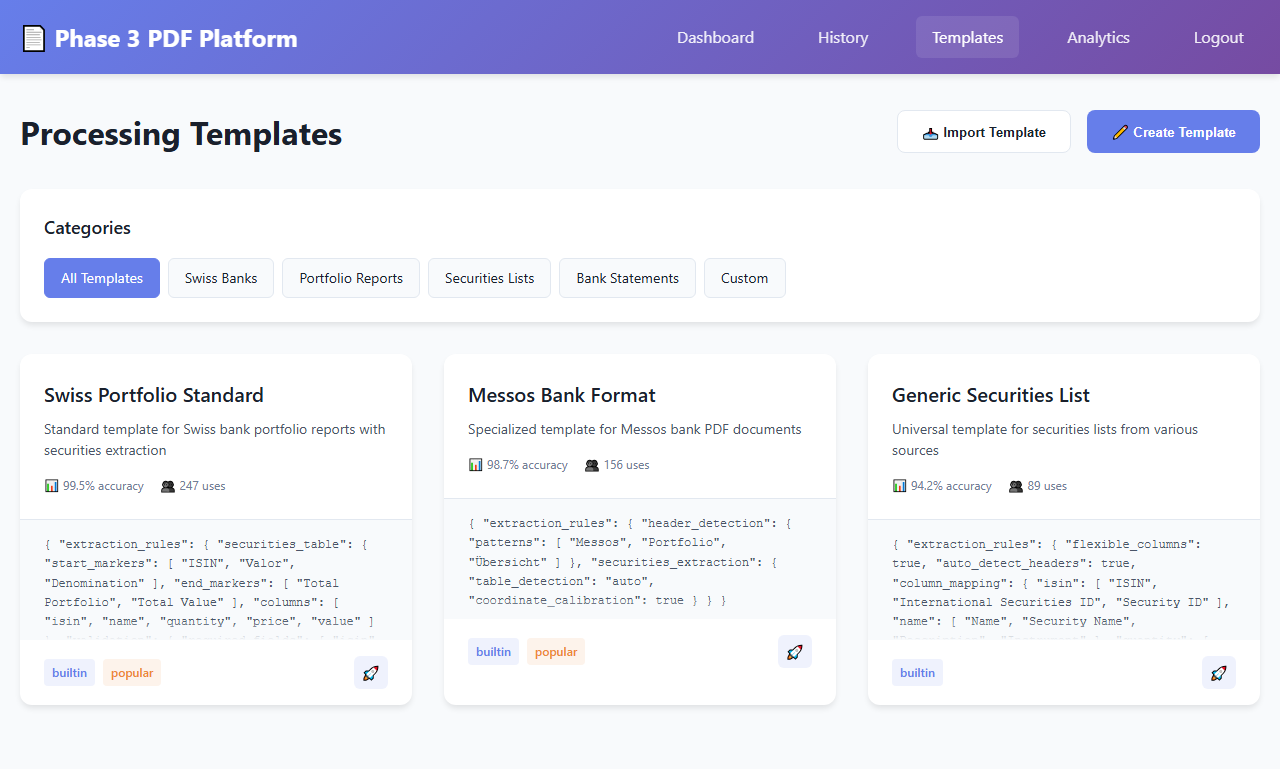 Phase 3 PDF Platform
Dashboard
History
Templates
Analytics
Logout
Processing Templates
Import Template
Create Template
Categories
All Templates
Swiss Banks
Portfolio Reports
Securities Lists
Bank Statements
Custom
Swiss Portfolio Standard
Standard template for Swiss bank portfolio reports with
securities extraction
99.5% accuracy
247 uses
{ "extraction_rules": { "securities_table": {
"start_markers": [ "ISIN", "Valor",
"Denomination" ], "end_markers": [ "Total
Portfolio", "Total Value" ], "columns": [
"isin", "name", "quantity", "price", "value" ]
builtin
popular
Messos Bank Format
Specialized template for Messos bank PDF documents
98.7% accuracy
156 uses
{ "extraction_rules": { "header_detection": {
"patterns": [ "Messos", "Portfolio",
"Übersicht" ] }, "securities_extraction": {
"table_detection": "auto",
"coordinate_calibration": true } } }
builtin
popular
Generic Securities List
Universal template for securities lists from various
sources
94.2% accuracy
89 uses
{ "extraction_rules": { "flexible_columns":
true, "auto_detect_headers": true,
"column_mapping": { "isin": [ "ISIN",
"International Securities ID", "Security ID" ],
"name": [ "Name", "Security Name",
builtin